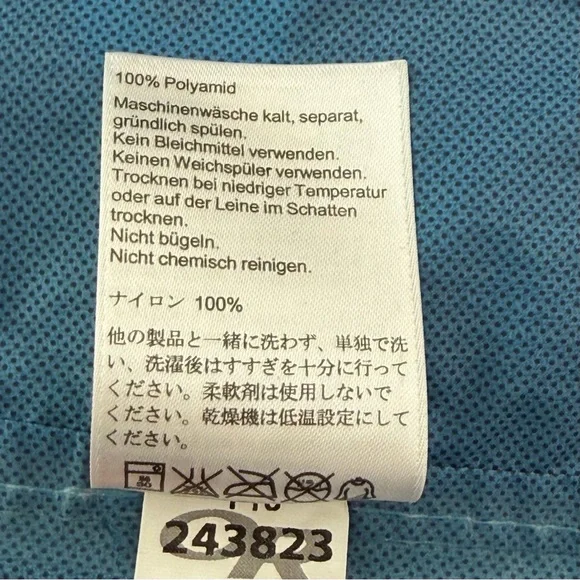 100% Polyamid
Maschinenwäsche kalt, separat,
gründlich spülen.
Kein Bleichmittel verwenden.
Keinen Weichspüler verwenden.
Trocknen bei niedriger Temperatur
oder auf der Leine im Schatten
trocknen.
Nicht bügeln.
Nicht chemisch reinigen.
ナイロン 100%
他の製品と一緒に洗わず、単独で洗
い、洗濯後はすすぎを十分に行って
ください。柔軟剤は使用しないで
ください。乾燥機は低温設定にして
ください。
243823